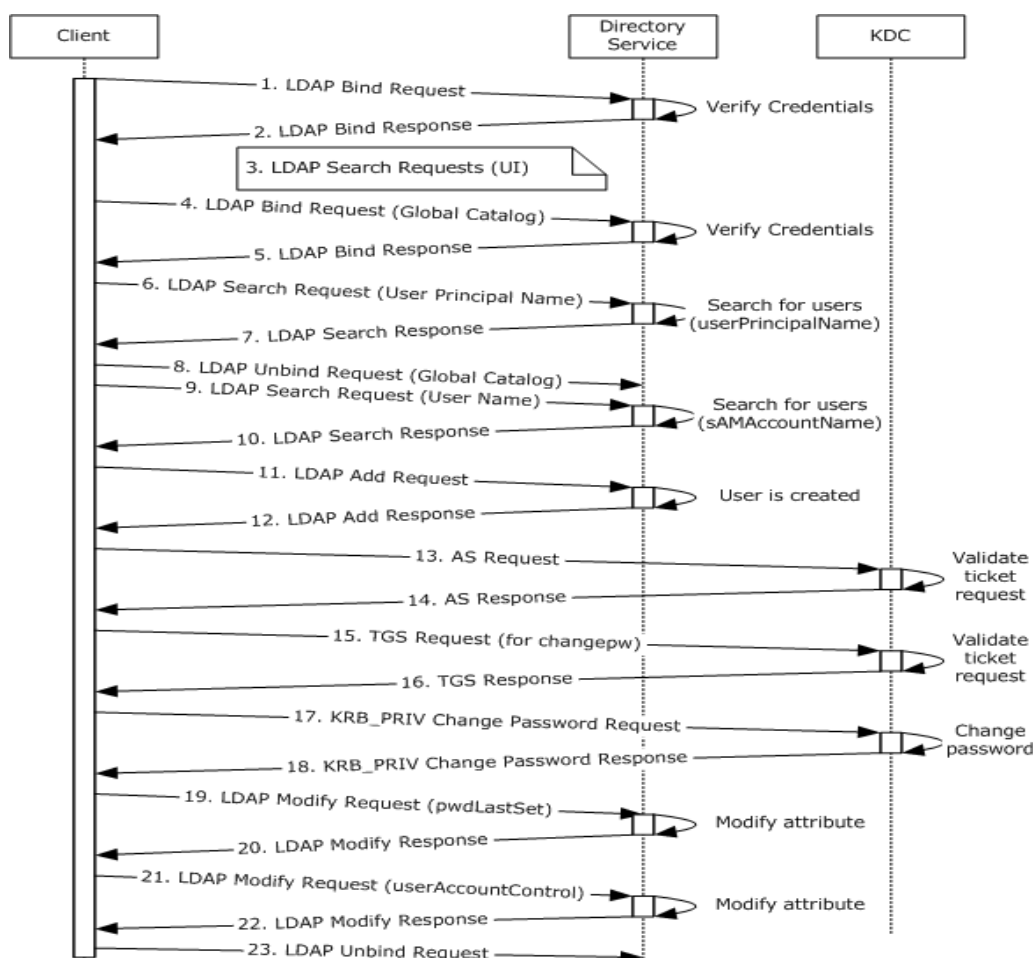 Client
Directory
Service
KDC
1. LDAP Bind Request
Verify Credentials
2. LDAP Bind Response
3. LDAP Search Requests (UI)
4. LDAP Bind Request (Global Catalog)
Verify Credentials
5. LDAP Bind Response
6. LDAP Search Request (User Principal Name)
Search for users
(userPrincipalName)
7. LDAP Search Response
8. LDAP Unbind Request (Global Catalog)
9. LDAP Search Request (User Name)
Search for users
(sAMAccountName)
10. LDAP Search Response
11. LDAP Add Request
User is created
12. LDAP Add Response
13. AS Request
Validate
ticket
request
14. AS Response
15. TGS Request (for changepw)
Validate
ticket
request
16. TGS Response
17. KRB_PRIV Change Password Request
Change
password
18. KRB_PRIV Change Password Response
19. LDAP Modify Request (pwdLastSet)
Modify attribute
20. LDAP Modify Response
21. LDAP Modify Request (userAccountControl)
Modify attribute
22. LDAP Modify Response
23. LDAP Unbind Request